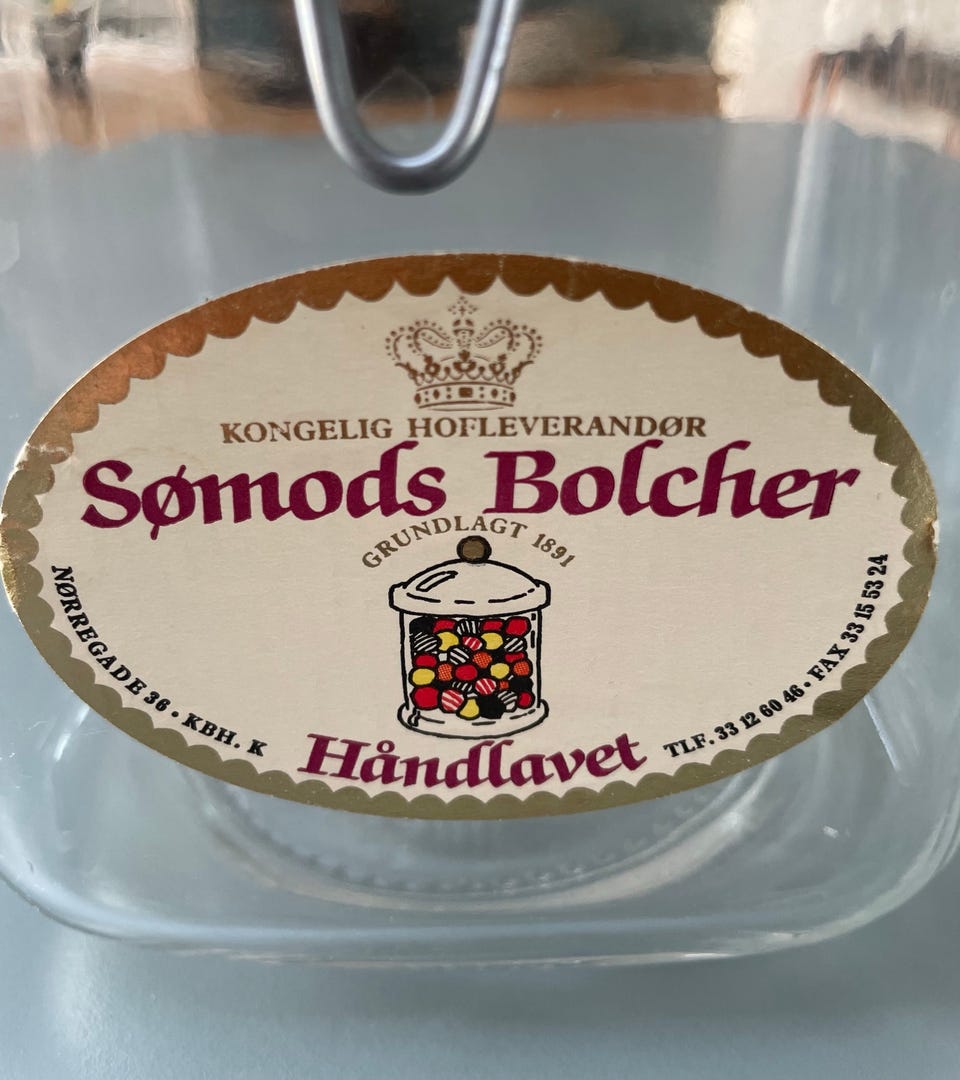 KONGELIG HOFLEVERANDØR
Sømods Bolcher
GRUNDLAGT 1891
NØRREGADE 36 • KBH. K
Håndlavet
TLF. 33 12 60 46 • FAX 33 15 53 24